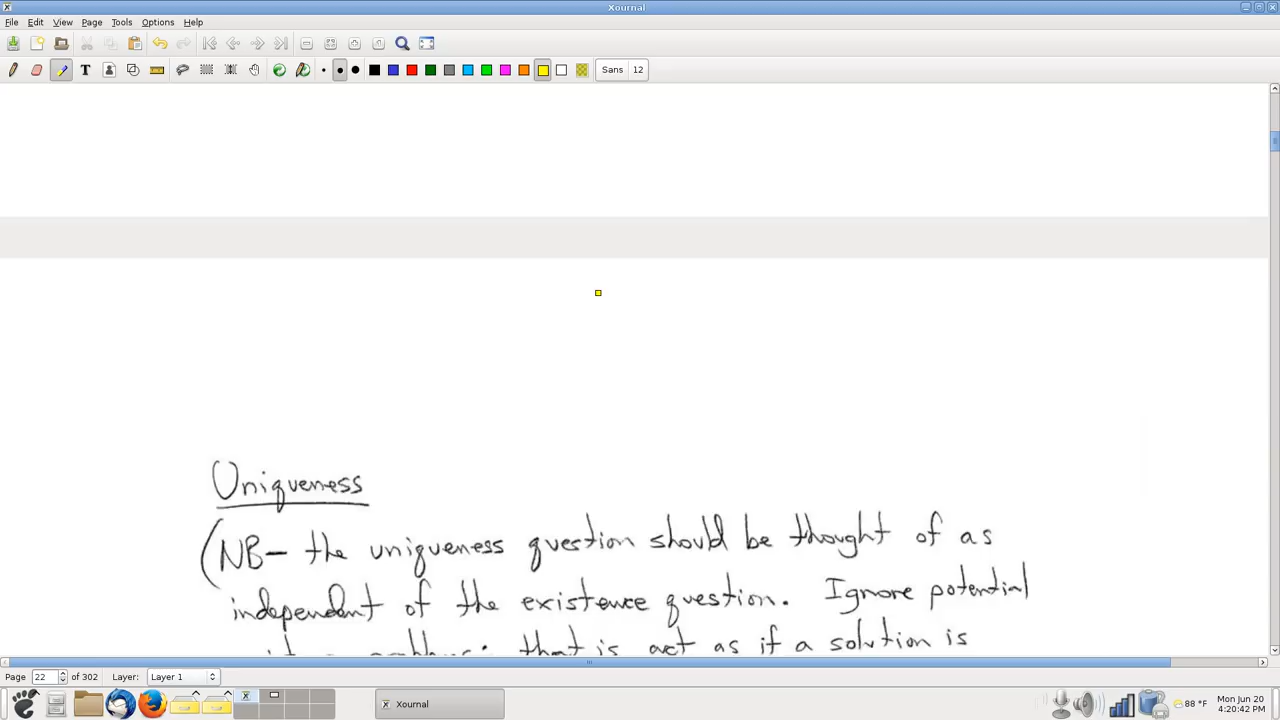 Xournal
File Edit View Page Tools Options Help
Sans 12
Uniqueness
(NB– the uniqueness question should be thought of as
independent of the existence question. Ignore potential
that is act as if a solution is
Page 22 of 302 Layer: Layer 1
Xournal
88 °F
Mon Jun 20
4:20:42 PM